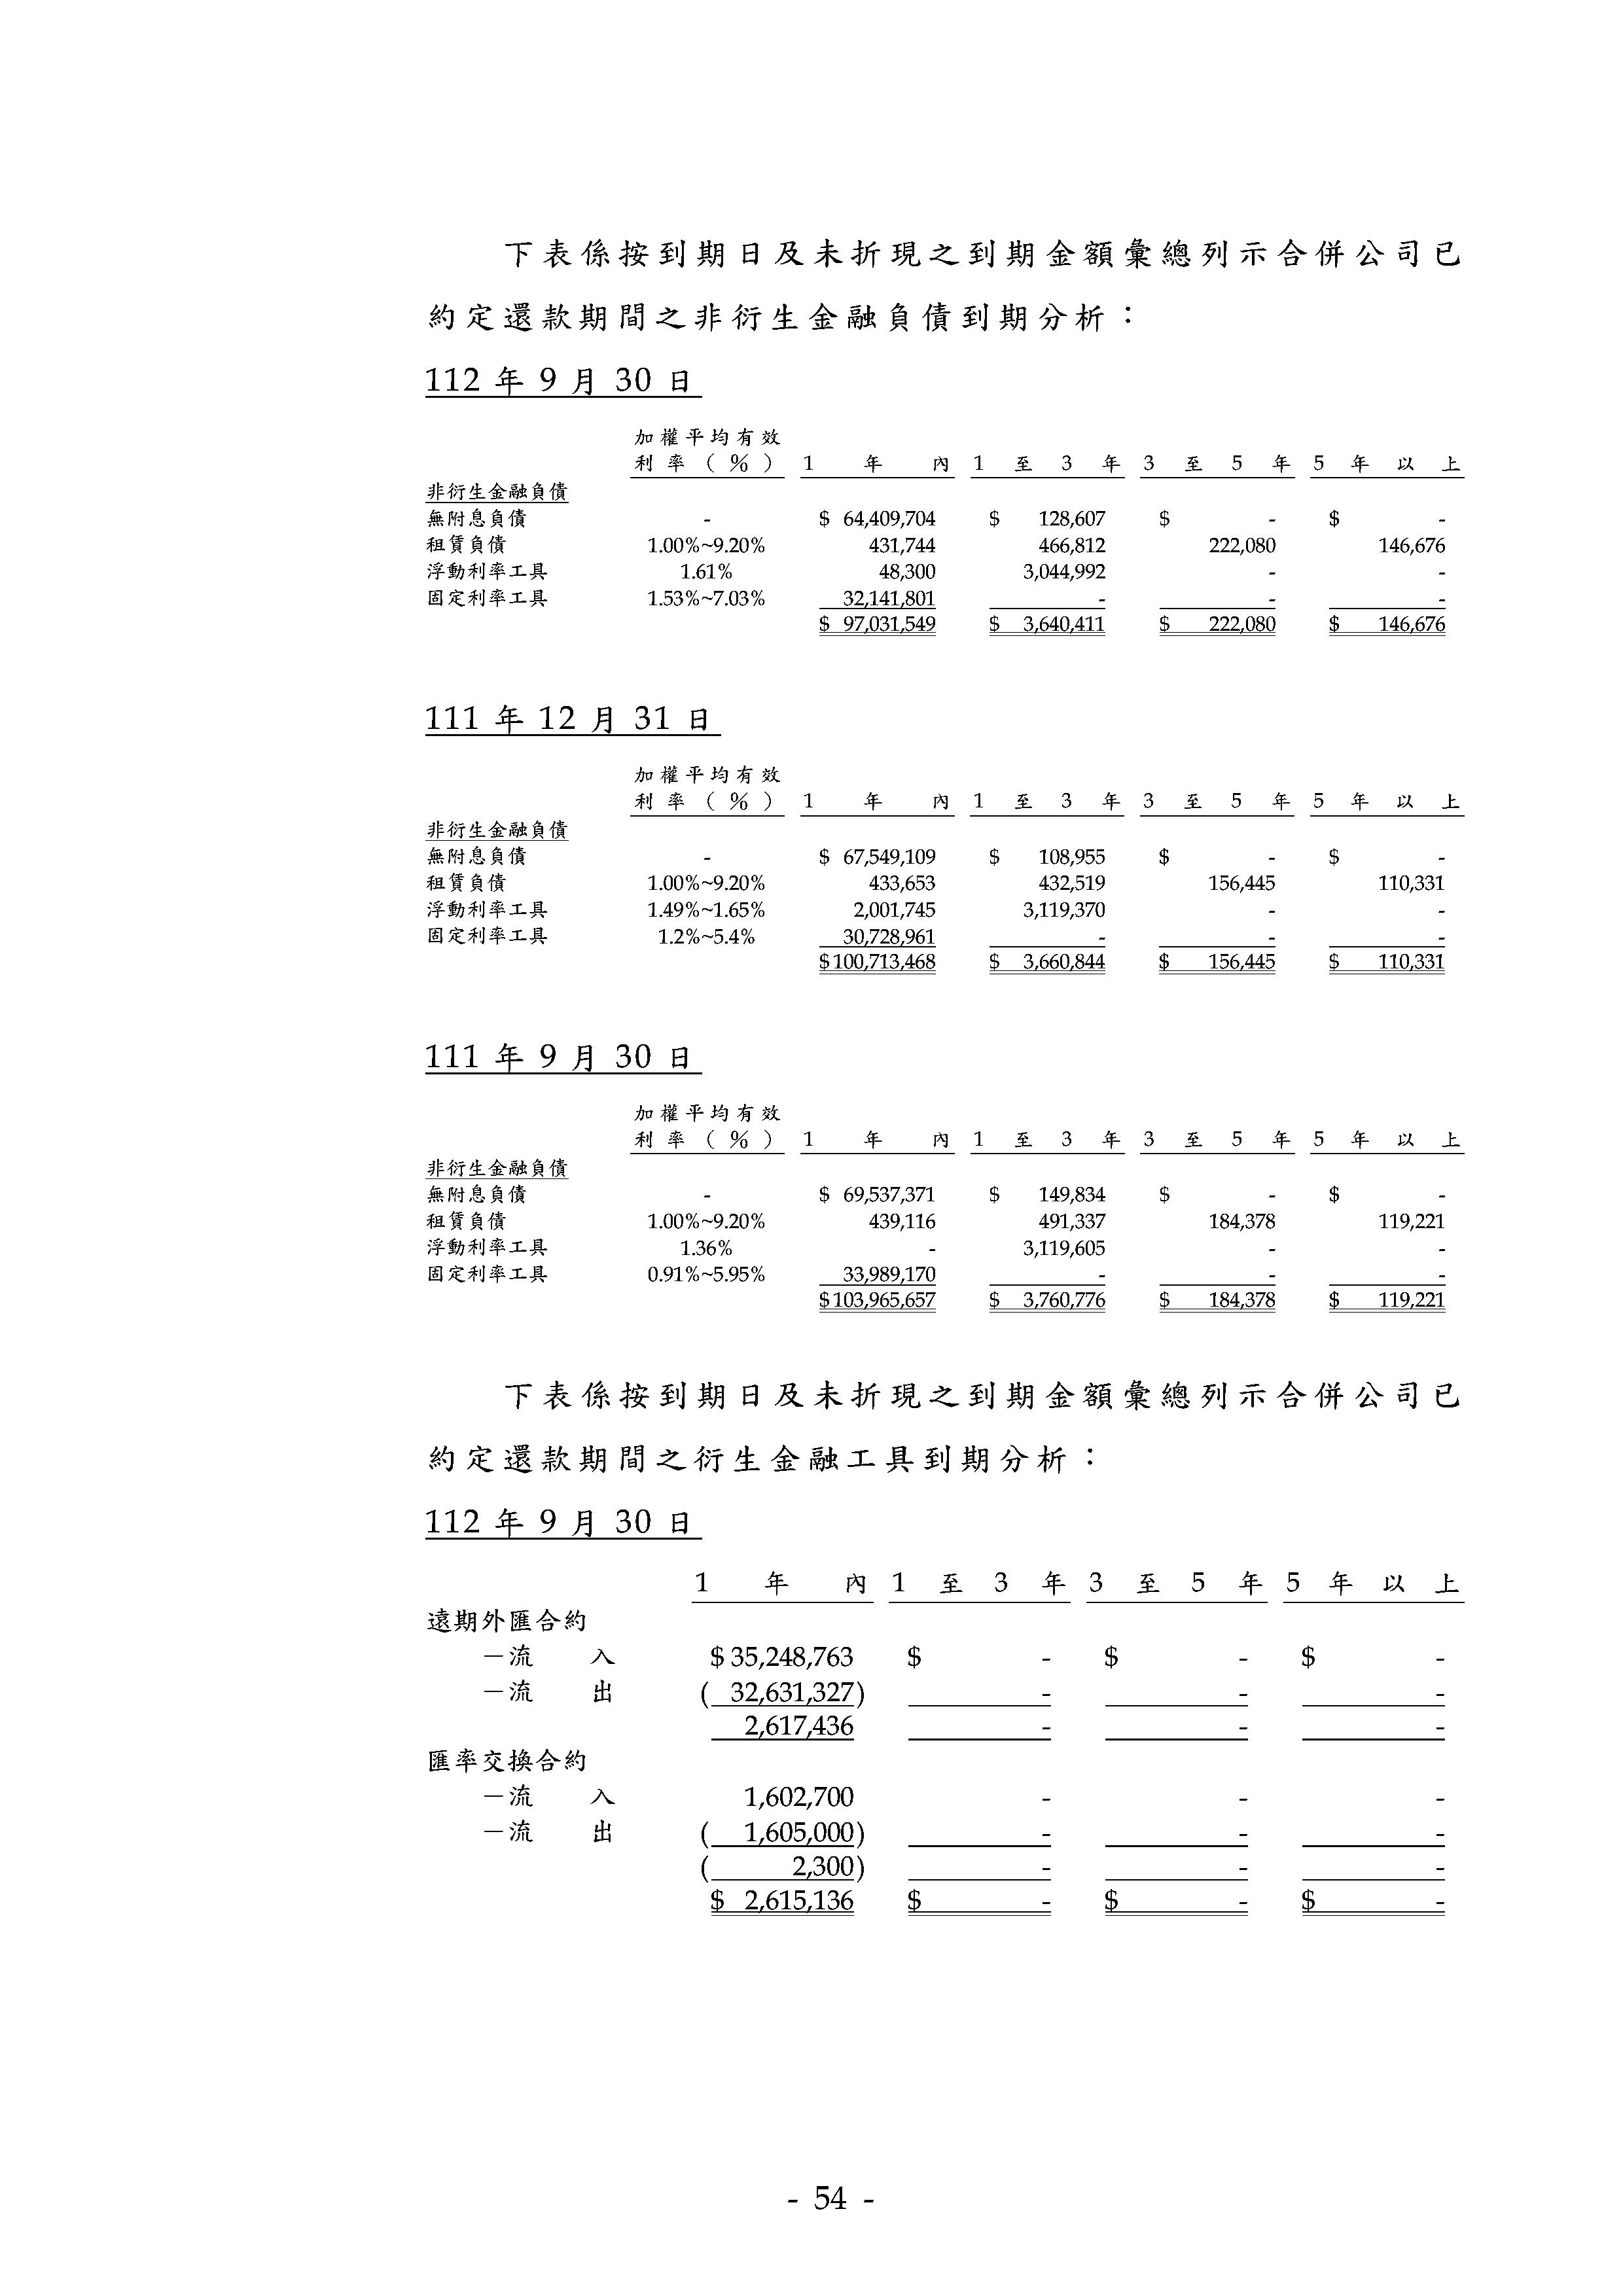 下表係按到期日及未折現之到期金額彙總列示合併公司已
約定還款期間之非衍生金融負債到期分析：
112 年 9 月 30 日
加權平均有效
利率（％） 1 年 內 1 至 3 年 3 至 5 年 5 年 以 上
非衍生金融負債
無附息負債 - $ 64,409,704 $ 128,607 $ - $ -
租賃負債 1.00%~9.20% 431,744 466,812 222,080 146,676
浮動利率工具 1.61% 48,300 3,044,992 - -
固定利率工具 1.53%~7.03% 32,141,801 - - -
$ 97,031,549 $ 3,640,411 $ 222,080 $ 146,676
111 年 12 月 31 日
加權平均有效
利率（％） 1 年 內 1 至 3 年 3 至 5 年 5 年 以 上
非衍生金融負債
無附息負債 - $ 67,549,109 $ 108,955 $ - $ -
租賃負債 1.00%~9.20% 433,653 432,519 156,445 110,331
浮動利率工具 1.49%~1.65% 2,001,745 3,119,370 - -
固定利率工具 1.2%~5.4% 30,728,961 - - -
$100,713,468 $ 3,660,844 $ 156,445 $ 110,331
111 年 9 月 30 日
加權平均有效
利率（％） 1 年 內 1 至 3 年 3 至 5 年 5 年 以 上
非衍生金融負債
無附息負債 - $ 69,537,371 $ 149,834 $ - $ -
租賃負債 1.00%~9.20% 439,116 491,337 184,378 119,221
浮動利率工具 1.36% - 3,119,605 - -
固定利率工具 0.91%~5.95% 33,989,170 - - -
$103,965,657 $ 3,760,776 $ 184,378 $ 119,221
下表係按到期日及未折現之到期金額彙總列示合併公司已
約定還款期間之衍生金融工具到期分析：
112 年 9 月 30 日
1 年 內 1 至 3 年 3 至 5 年 5 年 以 上
遠期外匯合約
－流 入 $ 35,248,763 $ - $ - $ -
－流 出 ( 32,631,327) - - -
2,617,436 - - -
匯率交換合約
－流 入 1,602,700 - - -
－流 出 ( 1,605,000) - - -
( 2,300) - - -
$ 2,615,136 $ - $ - $ -
- 54 -